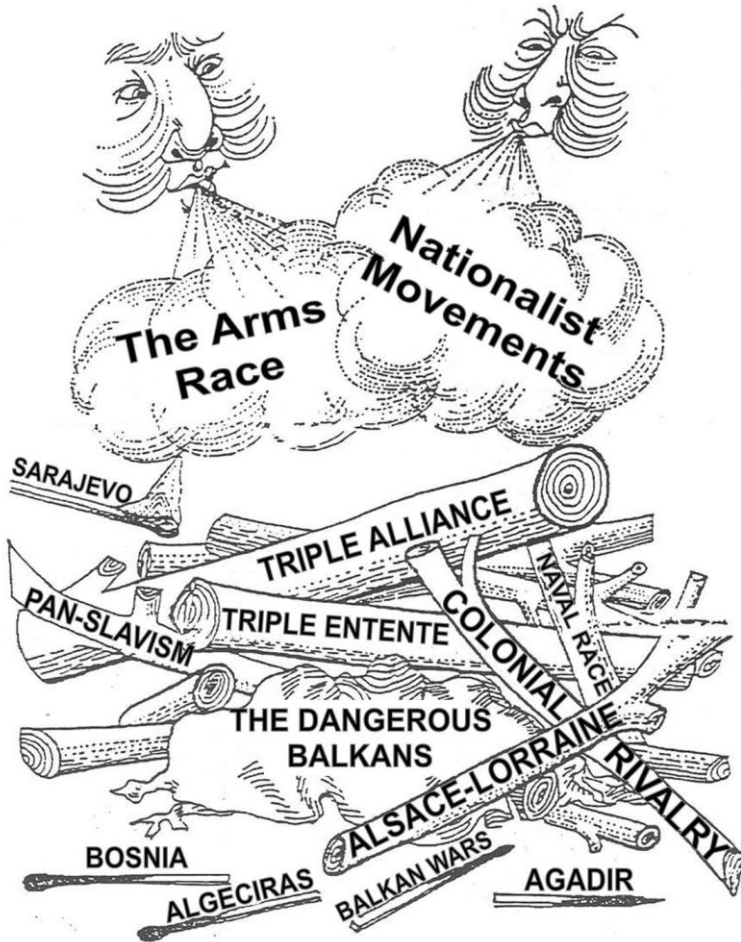 Nationalist
Movements
The Arms
Race
SARAJEVO
TRIPLE ALLIANCE
NAVAL RACE
PAN-SLAVISM
TRIPLE ENTENTE
COLONIAL RIVALRY
THE DANGEROUS
BALKANS
ALSACE-LORRAINE
BOSNIA
ALGECIRAS
BALKAN WARS
AGADIR